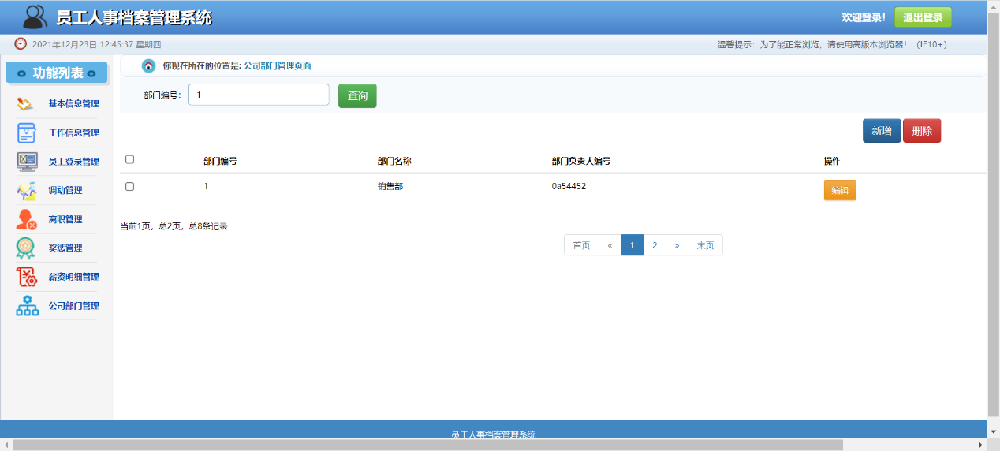 员工人事档案管理系统
欢迎登录! 退出登录
2021年12月23日 12:45:37 星期四
温馨提示：为了能正常浏览，请使用高版本浏览器！ (IE10+)
功能列表
基本信息管理
工作信息管理
员工登录管理
调动管理
离职管理
奖惩管理
薪资明细管理
公司部门管理
你现在所在的位置是: 公司部门管理页面
部门编号: 1 查询
新增 删除
部门编号 部门名称 部门负责人编号 操作
1 销售部 0a54452 编辑
当前1页，总2页，总8条记录
首页 « 1 2 » 末页
员工人事档案管理系统